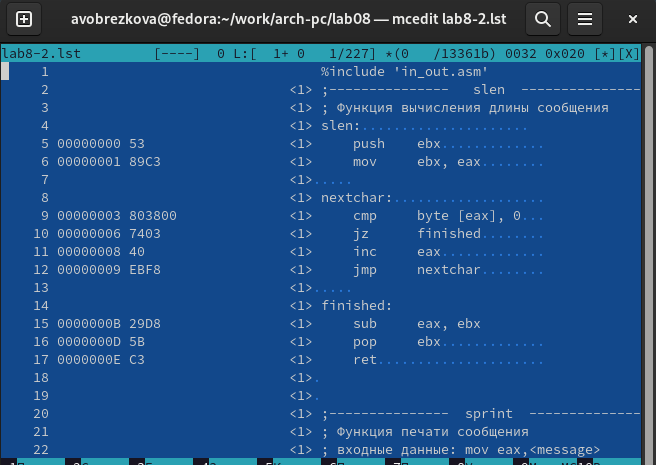 avobrezkova@fedora:~/work/arch-pc/lab08 — mcedit lab8-2.lst
lab8-2.lst [----] 0 L:[ 1+ 0 1/227] *(0 /13361b) 0032 0x020 [*][X]
1 %include 'in_out.asm'
2 <1> ;--------------- slen ---------------
3 <1> ; Функция вычисления длины сообщения
4 <1> slen:.....................
5 00000000 53 <1> push ebx.............
6 00000001 89C3 <1> mov ebx, eax........
7 <1>.....
8 <1> nextchar:...................
9 00000003 803800 <1> cmp byte [eax], 0...
10 00000006 7403 <1> jz finished........
11 00000008 40 <1> inc eax.............
12 00000009 EBF8 <1> jmp nextchar........
13 <1>.....
14 <1> finished:
15 0000000B 29D8 <1> sub eax, ebx
16 0000000D 5B <1> pop ebx.............
17 0000000E C3 <1> ret.....................
18 <1>.
19 <1>.
20 <1> ;--------------- sprint --------------
21 <1> ; Функция печати сообщения
22 <1> ; входные данные: mov eax,<message>